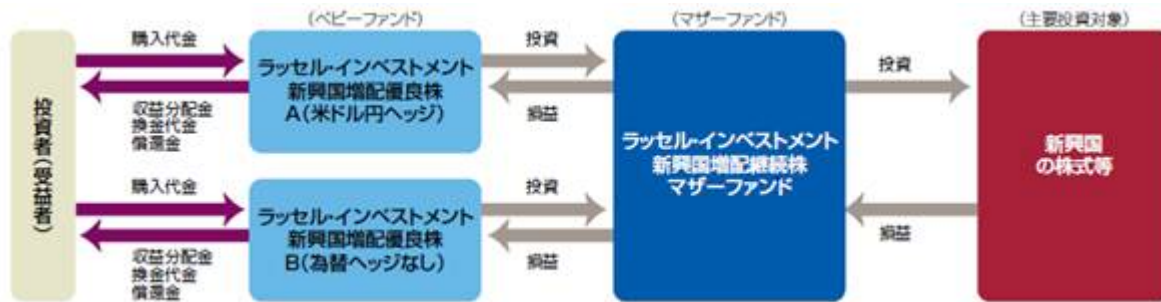 (ベビーファンド)
(マザーファンド)
(主要投資対象)
投資者(受益者)
購入代金
収益分配金
換金代金
償還金
ラッセル・インベストメント
新興国増配優良株
A(米ドル円ヘッジ)
投資
損益
購入代金
収益分配金
換金代金
償還金
ラッセル・インベストメント
新興国増配優良株
B(為替ヘッジなし)
投資
損益
ラッセル・インベストメント
新興国増配継続株
マザーファンド
投資
損益
新興国
の株式等